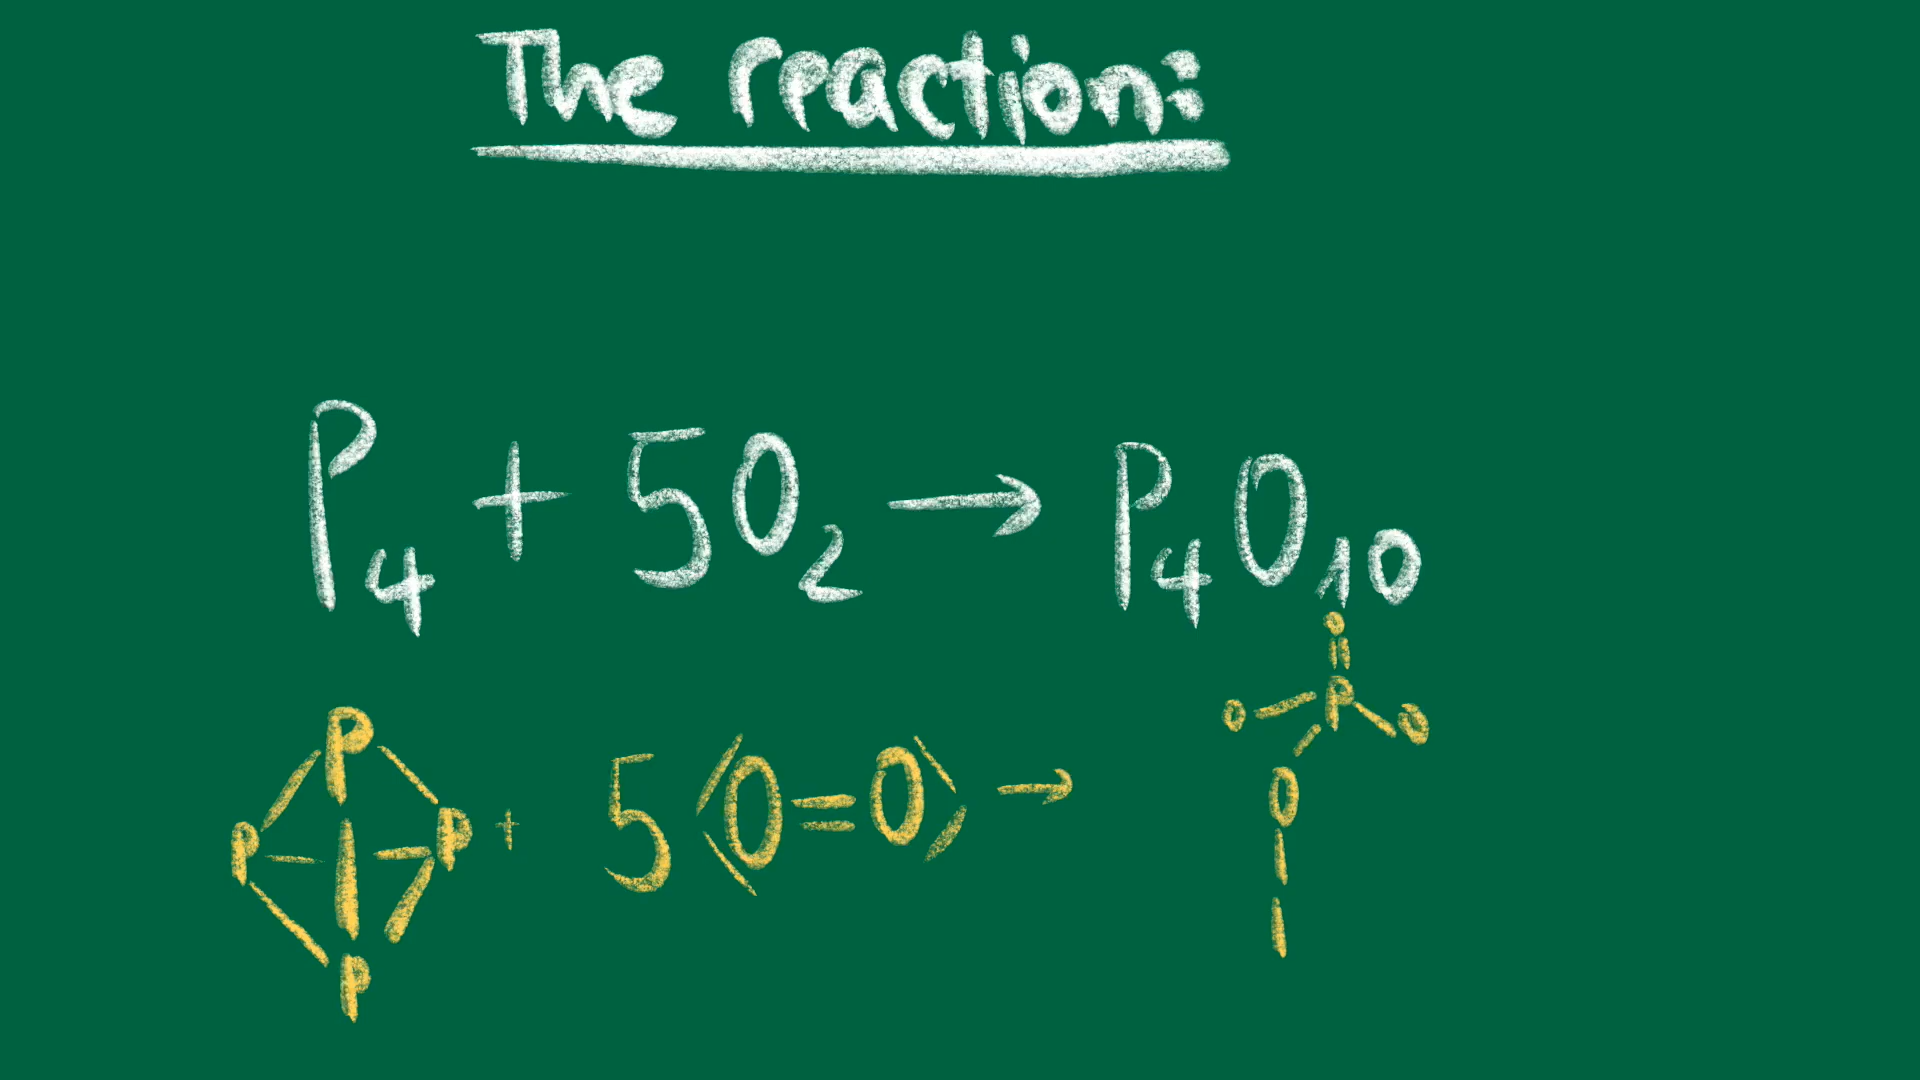 The reaction:
P₄ + 5O₂ → P₄O₁₀
O
P
O P O
P P + 5 (O=O) → O
P